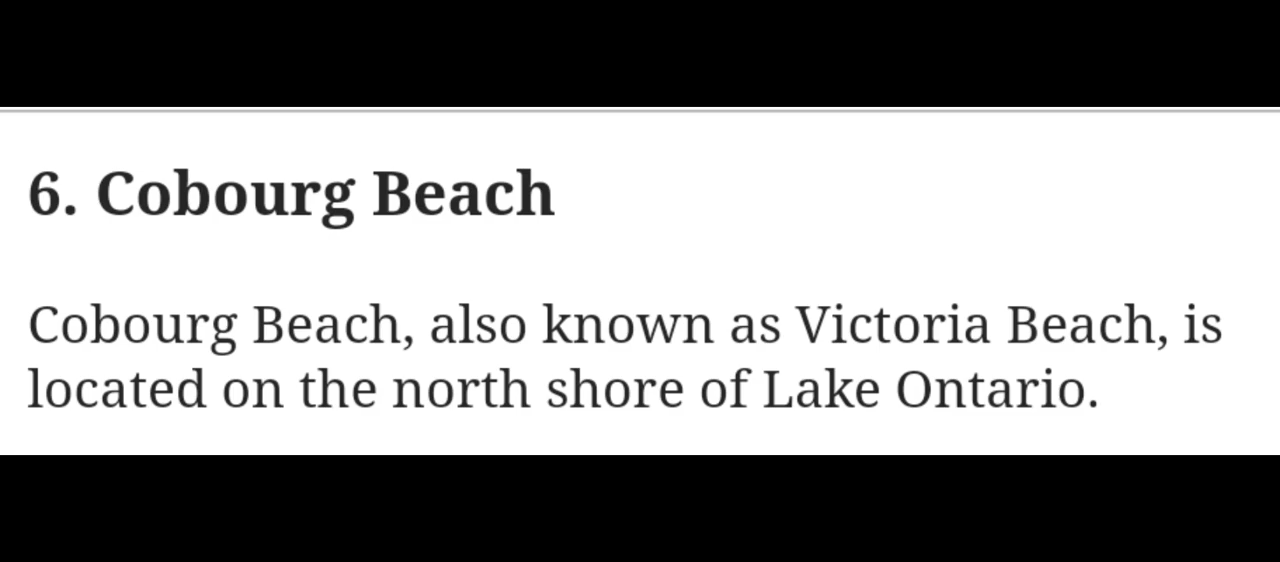 6. Cobourg Beach
Cobourg Beach, also known as Victoria Beach, is
located on the north shore of Lake Ontario.